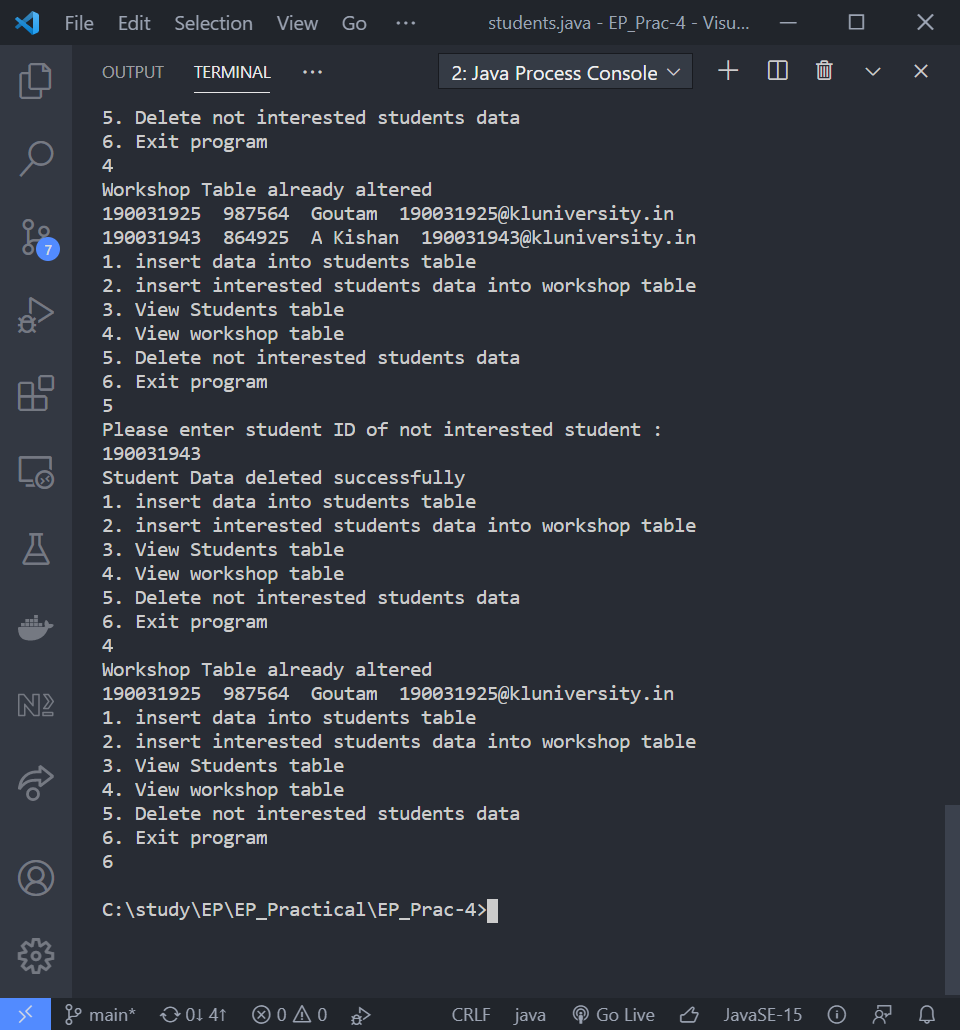 File Edit Selection View Go ··· students.java - EP_Prac-4 - Visu...
OUTPUT TERMINAL ··· 2: Java Process Console
5. Delete not interested students data
6. Exit program
4
Workshop Table already altered
190031925  987564  Goutam  190031925@kluniversity.in
190031943  864925  A Kishan  190031943@kluniversity.in
1. insert data into students table
2. insert interested students data into workshop table
3. View Students table
4. View workshop table
5. Delete not interested students data
6. Exit program
5
Please enter student ID of not interested student :
190031943
Student Data deleted successfully
1. insert data into students table
2. insert interested students data into workshop table
3. View Students table
4. View workshop table
5. Delete not interested students data
6. Exit program
4
Workshop Table already altered
190031925  987564  Goutam  190031925@kluniversity.in
1. insert data into students table
2. insert interested students data into workshop table
3. View Students table
4. View workshop table
5. Delete not interested students data
6. Exit program
6
C:\study\EP\EP_Practical\EP_Prac-4>
7
N
main* 0↓ 4↑ 0 0 CRLF java Go Live JavaSE-15